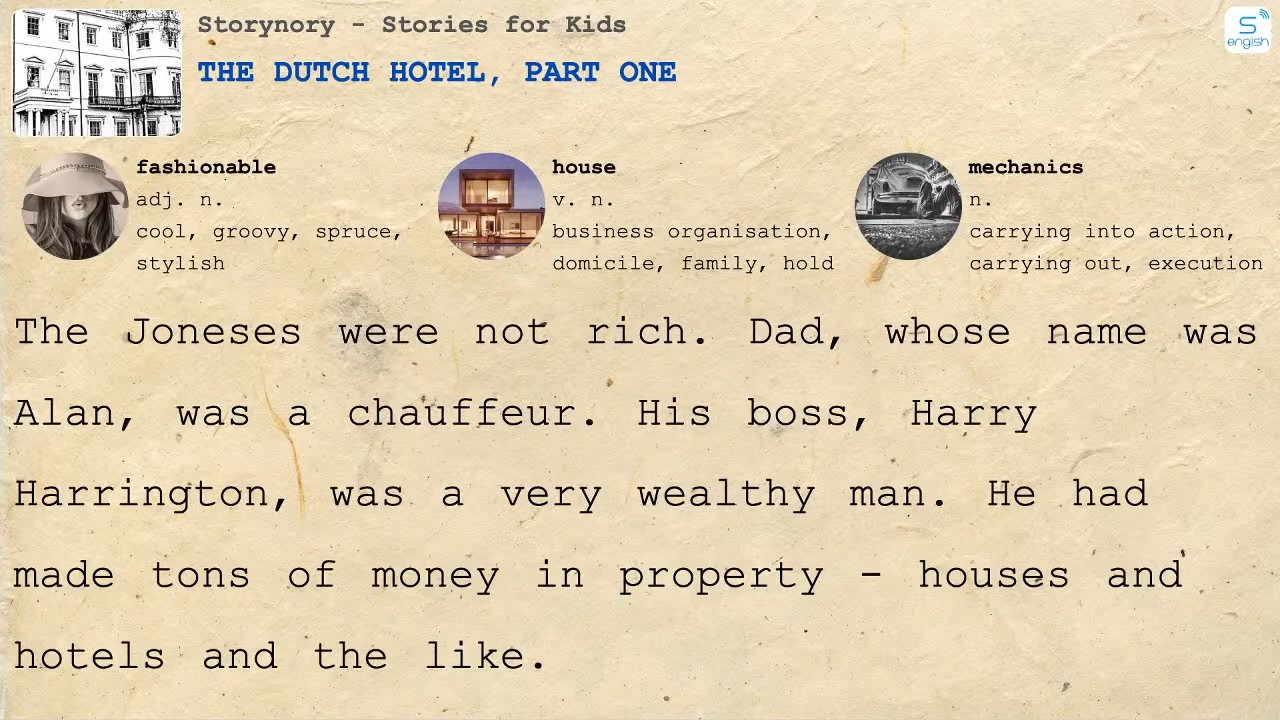 Storynory - Stories for Kids
THE DUTCH HOTEL, PART ONE
S
english
fashionable
adj. n.
cool, groovy, spruce,
stylish
house
v. n.
business organisation,
domicile, family, hold
mechanics
n.
carrying into action,
carrying out, execution
The Joneses were not rich. Dad, whose name was
Alan, was a chauffeur. His boss, Harry
Harrington, was a very wealthy man. He had
made tons of money in property - houses and
hotels and the like.